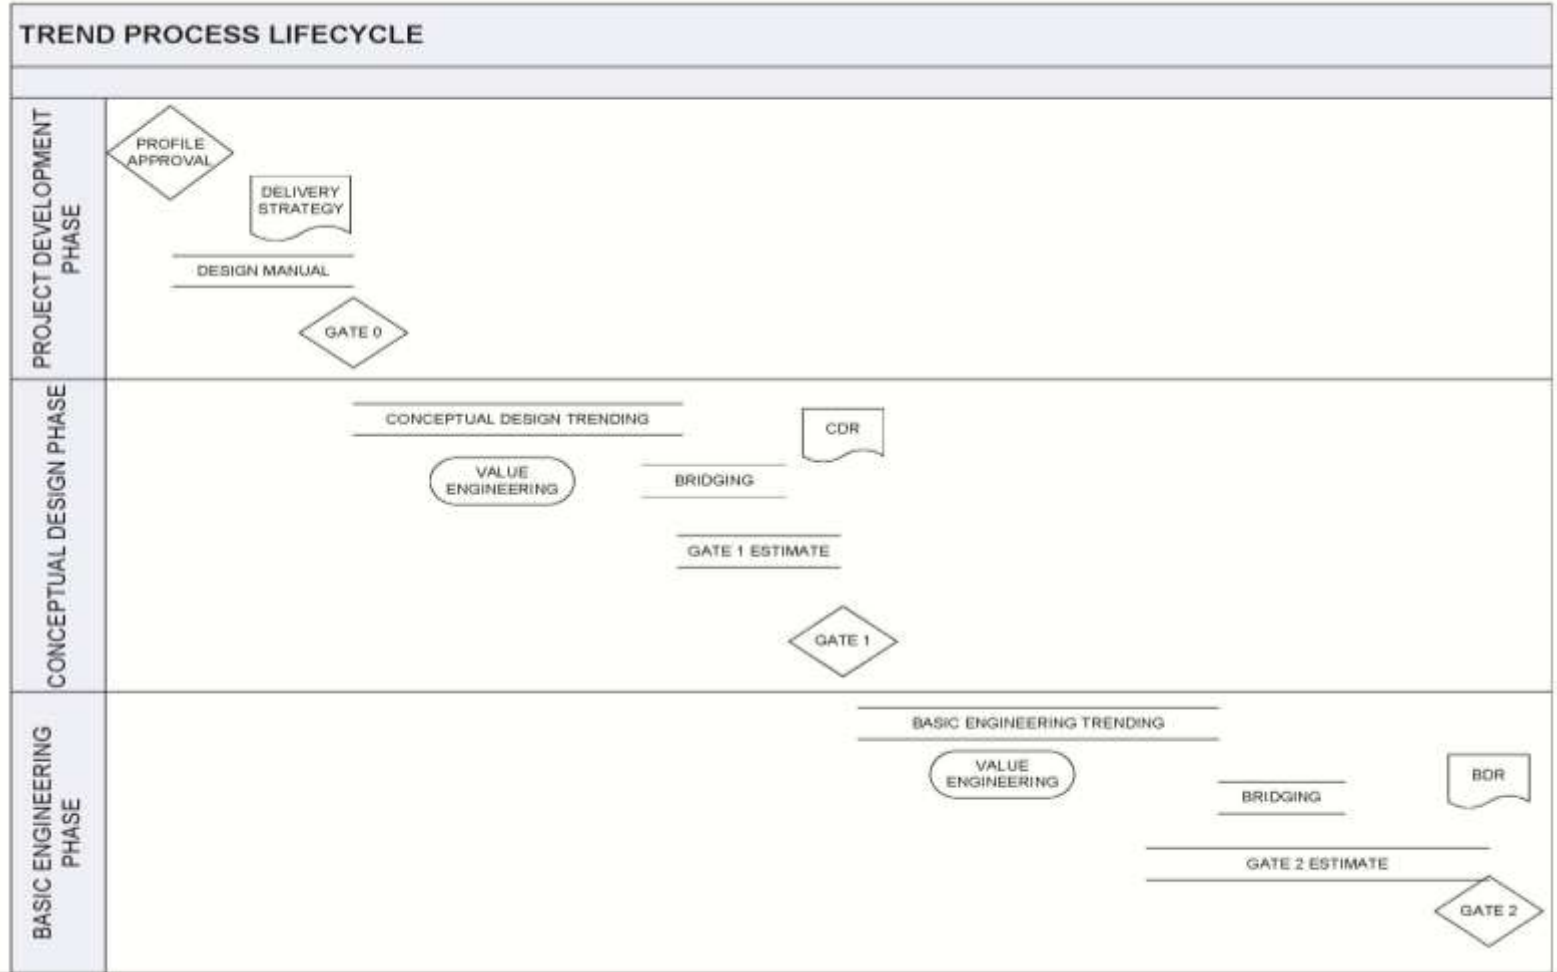 TREND PROCESS LIFECYCLE
PROJECT DEVELOPMENT
PHASE
PROFILE
APPROVAL
DELIVERY
STRATEGY
DESIGN MANUAL
GATE 0
CONCEPTUAL DESIGN PHASE
CONCEPTUAL DESIGN TRENDING
CDR
VALUE
ENGINEERING
BRIDGING
GATE 1 ESTIMATE
GATE 1
BASIC ENGINEERING
PHASE
BASIC ENGINEERING TRENDING
VALUE
ENGINEERING
BDR
BRIDGING
GATE 2 ESTIMATE
GATE 2